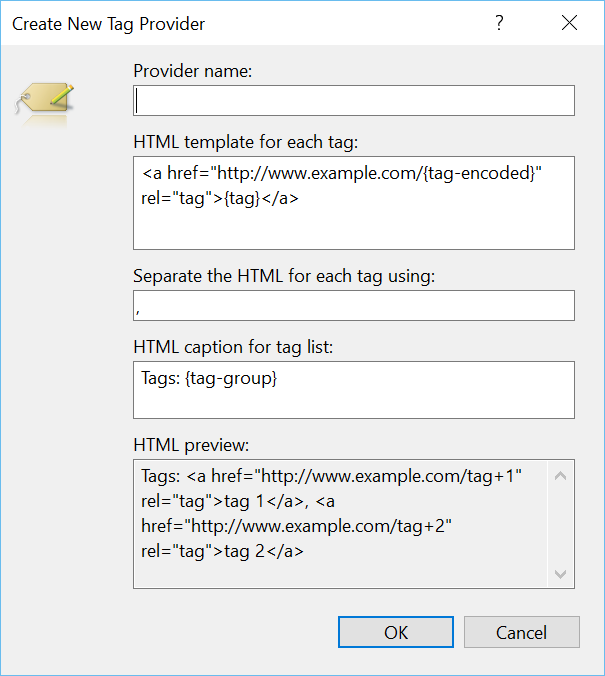 Create New Tag Provider
?
Provider name:
HTML template for each tag:
<a href="http://www.example.com/{tag-encoded}"
rel="tag">{tag}</a>
Separate the HTML for each tag using:
,
HTML caption for tag list:
Tags: {tag-group}
HTML preview:
Tags: <a href="http://www.example.com/tag+1"
rel="tag">tag 1</a>, <a
href="http://www.example.com/tag+2"
rel="tag">tag 2</a>
OK
Cancel